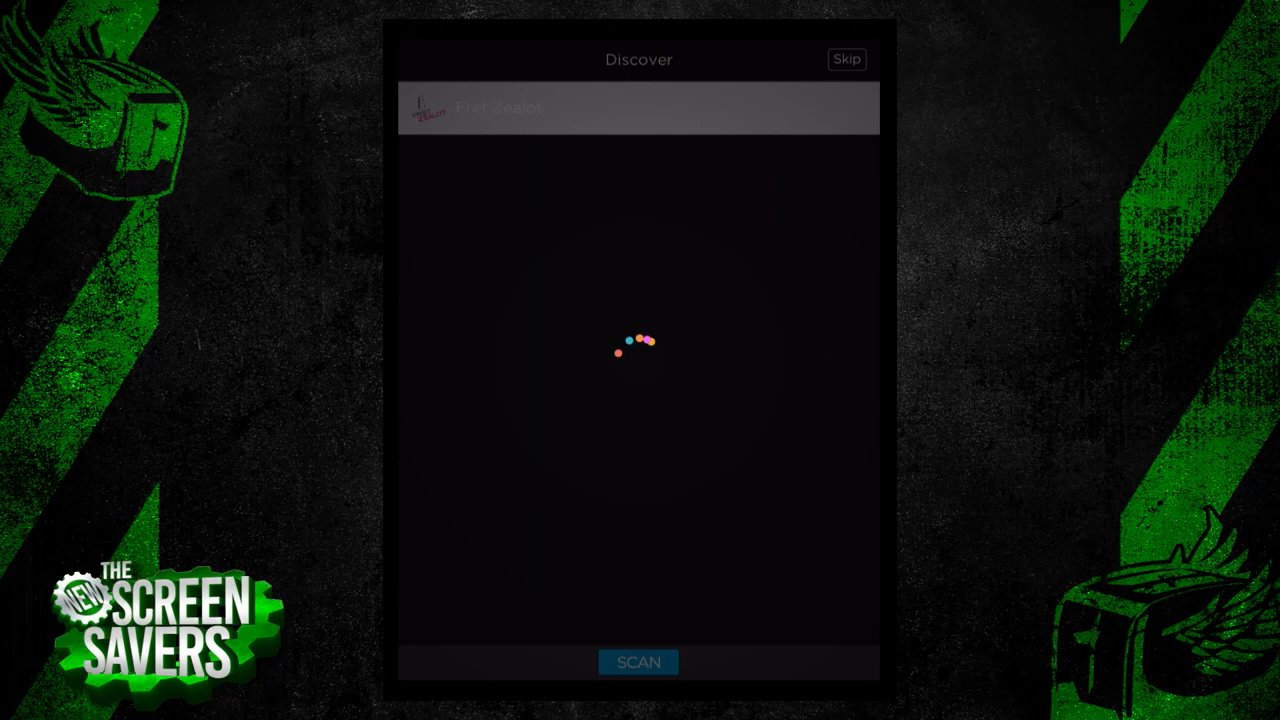 Discover
Skip
Fret Zealot
THE
NEW
SCREEN
SAVERS
SCAN